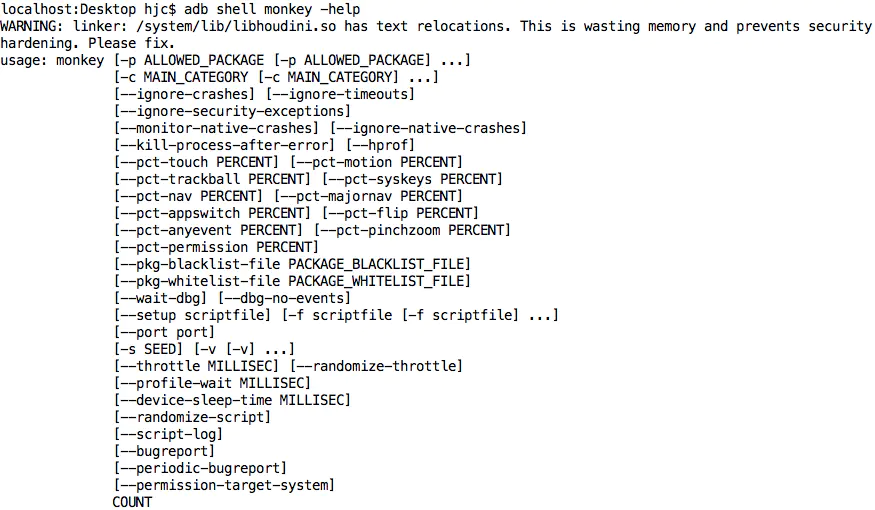 localhost:Desktop hjc$ adb shell monkey -help
WARNING: linker: /system/lib/libhoudini.so has text relocations. This is wasting memory and prevents security
hardening. Please fix.
usage: monkey [-p ALLOWED_PACKAGE [-p ALLOWED_PACKAGE] ...]
[-c MAIN_CATEGORY [-c MAIN_CATEGORY] ...]
[--ignore-crashes] [--ignore-timeouts]
[--ignore-security-exceptions]
[--monitor-native-crashes] [--ignore-native-crashes]
[--kill-process-after-error] [--hprof]
[--pct-touch PERCENT] [--pct-motion PERCENT]
[--pct-trackball PERCENT] [--pct-syskeys PERCENT]
[--pct-nav PERCENT] [--pct-majornav PERCENT]
[--pct-appswitch PERCENT] [--pct-flip PERCENT]
[--pct-anyevent PERCENT] [--pct-pinchzoom PERCENT]
[--pct-permission PERCENT]
[--pkg-blacklist-file PACKAGE_BLACKLIST_FILE]
[--pkg-whitelist-file PACKAGE_WHITELIST_FILE]
[--wait-dbg] [--dbg-no-events]
[--setup scriptfile] [-f scriptfile [-f scriptfile] ...]
[--port port]
[-s SEED] [-v [-v] ...]
[--throttle MILLISEC] [--randomize-throttle]
[--profile-wait MILLISEC]
[--device-sleep-time MILLISEC]
[--randomize-script]
[--script-log]
[--bugreport]
[--periodic-bugreport]
[--permission-target-system]
COUNT